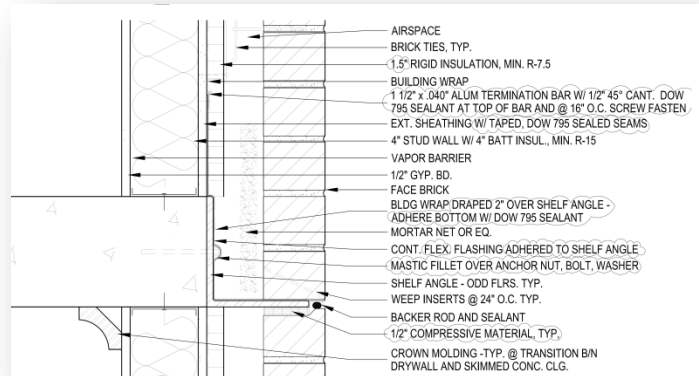 AIRSPACE
BRICK TIES, TYP.
1.5" RIGID INSULATION, MIN. R-7.5
BUILDING WRAP
1 1/2" x .040" ALUM TERMINATION BAR W/ 1/2" 45° CANT. DOW
795 SEALANT AT TOP OF BAR AND @ 16" O.C. SCREW FASTEN
EXT. SHEATHING W/ TAPED, DOW 795 SEALED SEAMS
4" STUD WALL W/ 4" BATT INSUL., MIN. R-15
VAPOR BARRIER
1/2" GYP. BD.
FACE BRICK
BLDG WRAP DRAPED 2" OVER SHELF ANGLE -
ADHERE BOTTOM W/ DOW 795 SEALANT
MORTAR NET OR EQ.
CONT. FLEX. FLASHING ADHERED TO SHELF ANGLE
MASTIC FILLET OVER ANCHOR NUT, BOLT, WASHER
SHELF ANGLE - ODD FLRS. TYP.
WEEP INSERTS @ 24" O.C. TYP.
BACKER ROD AND SEALANT
1/2" COMPRESSIVE MATERIAL, TYP.
CROWN MOLDING -TYP. @ TRANSITION B/N
DRYWALL AND SKIMMED CONC. CLG.